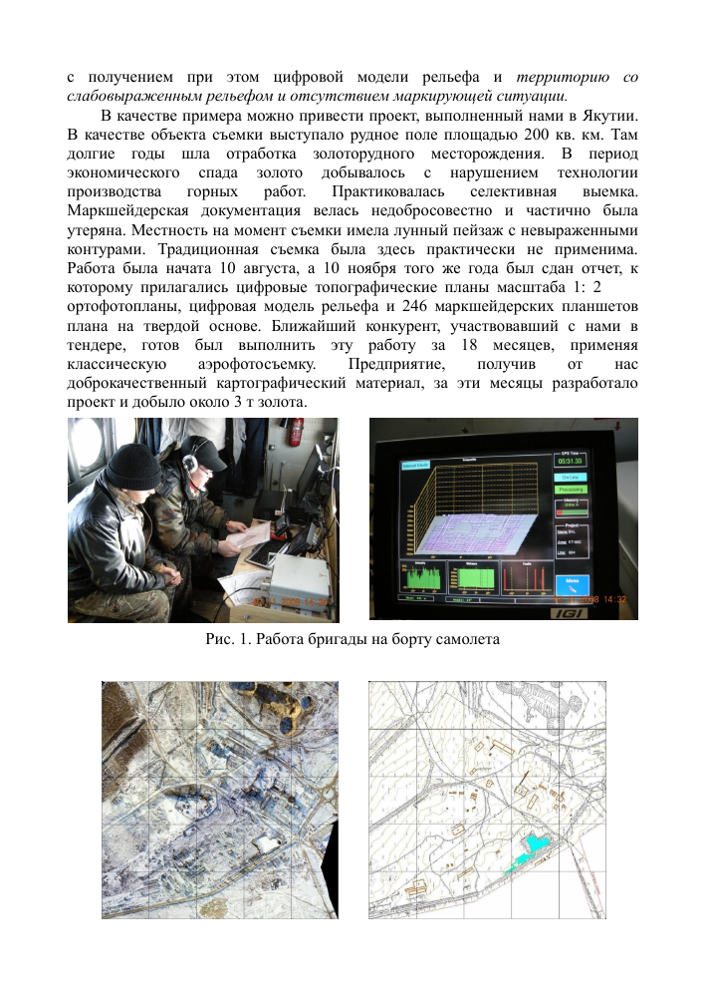 с получением при этом цифровой модели рельефа и территорию со
слабовыраженным рельефом и отсутствием маркирующей ситуации.
В качестве примера можно привести проект, выполненный нами в Якутии.
В качестве объекта съемки выступало рудное поле площадью 200 кв. км. Там
долгие годы шла отработка золоторудного месторождения. В период
экономического спада золото добывалось с нарушением технологии
производства горных работ. Практиковалась селективная выемка.
Маркшейдерская документация велась недобросовестно и частично была
утеряна. Местность на момент съемки имела лунный пейзаж с невыраженными
контурами. Традиционная съемка была здесь практически не применима.
Работа была начата 10 августа, а 10 ноября того же года был сдан отчет, к
которому прилагались цифровые топографические планы масштаба 1: 2
ортофотопланы, цифровая модель рельефа и 246 маркшейдерских планшетов
плана на твердой основе. Ближайший конкурент, участвовавший с нами в
тендере, готов был выполнить эту работу за 18 месяцев, применяя
классическую аэрофотосъемку. Предприятие, получив от нас
доброкачественный картографический материал, за эти месяцы разработало
проект и добыло около 3 т золота.
GPS Time
05:31:33
On Line
Processing
Memory
Project
Menu
14:32
IGI
Рис. 1. Работа бригады на борту самолета